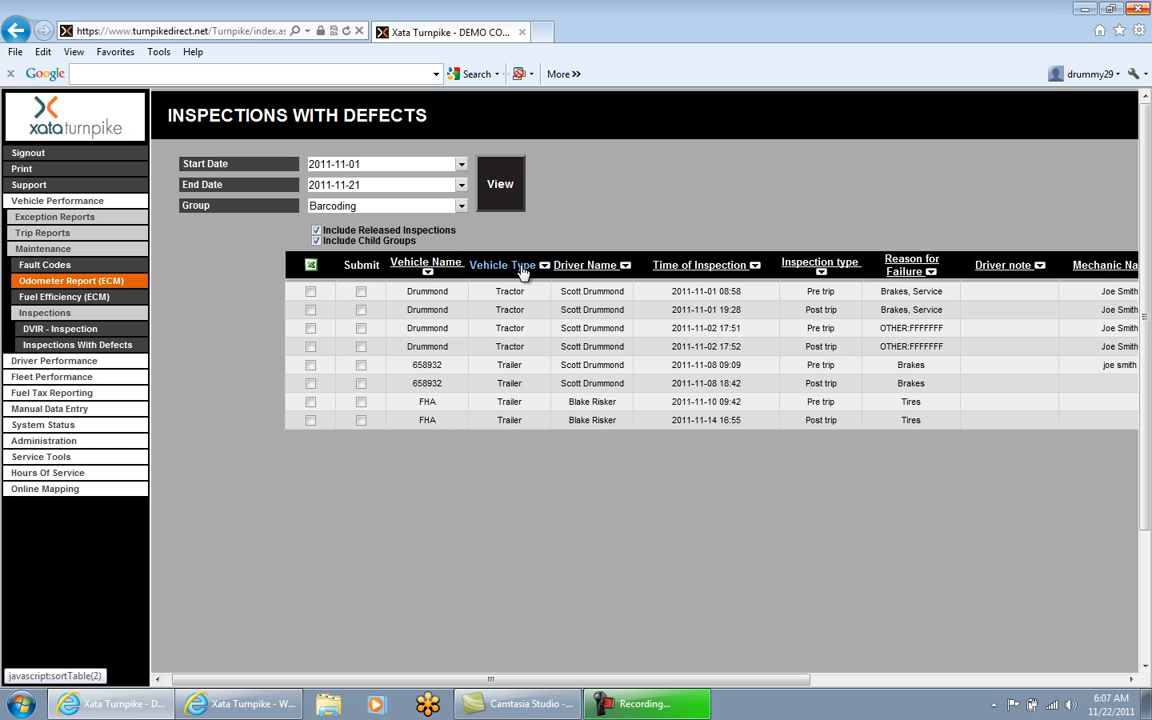 https://www.turnpikedirect.net/Turnpike/index.as
Xata Turnpike - DEMO CO...
File Edit View Favorites Tools Help
Google Search More »
drummy29
xataturnpike
INSPECTIONS WITH DEFECTS
Signout
Print
Support
Vehicle Performance
Exception Reports
Trip Reports
Maintenance
Fault Codes
Odometer Report (ECM)
Fuel Efficiency (ECM)
Inspections
DVIR - Inspection
Inspections With Defects
Driver Performance
Fleet Performance
Fuel Tax Reporting
Manual Data Entry
System Status
Administration
Service Tools
Hours Of Service
Online Mapping
Start Date 2011-11-01
End Date 2011-11-21
Group Barcoding
View
Include Released Inspections
Include Child Groups
Submit Vehicle Name Vehicle Type Driver Name Time of Inspection Inspection type Reason for Failure Driver note Mechanic Na
Drummond Tractor Scott Drummond 2011-11-01 08:58 Pre trip Brakes, Service Joe Smith
Drummond Tractor Scott Drummond 2011-11-01 19:28 Post trip Brakes, Service Joe Smith
Drummond Tractor Scott Drummond 2011-11-02 17:51 Pre trip OTHER:FFFFFFF Joe Smith
Drummond Tractor Scott Drummond 2011-11-02 17:52 Post trip OTHER:FFFFFFF Joe Smith
658932 Trailer Scott Drummond 2011-11-08 09:09 Pre trip Brakes joe smith
658932 Trailer Scott Drummond 2011-11-08 18:42 Post trip Brakes
FHA Trailer Blake Risker 2011-11-10 09:42 Pre trip Tires
FHA Trailer Blake Risker 2011-11-14 16:55 Post trip Tires
javascript:sortTable(2)
Xata Turnpike - D...
Xata Turnpike - W...
Camtasia Studio -...
Recording...
6:07 AM
11/22/2011